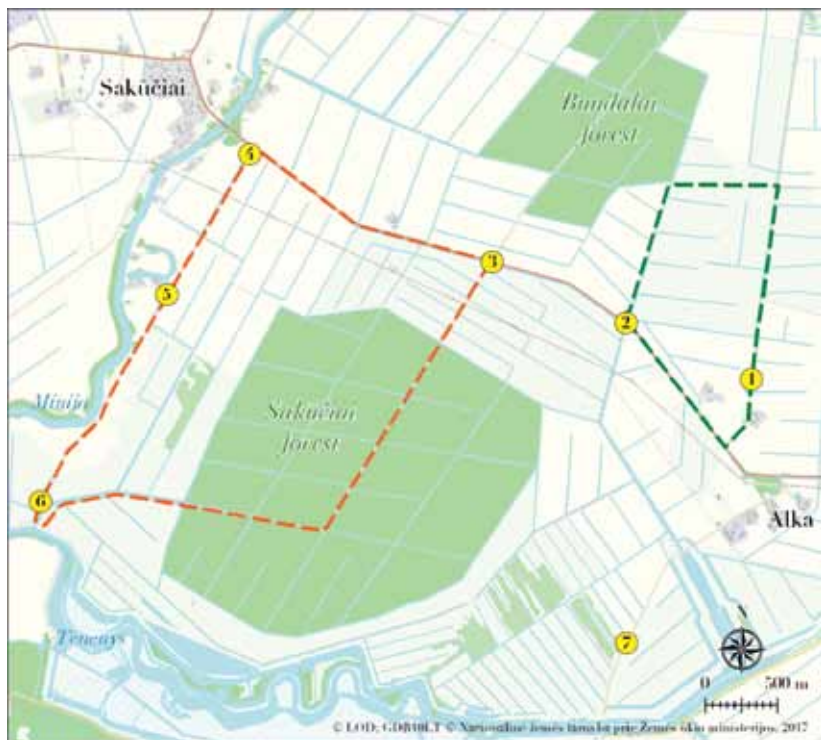 Sakūčiai
Bundalai
forest
4
3
5
2
1
Sakūčiai
forest
Minija
6
Alka
Tenenys
7
N
0 500 m
© LOD; GDR10LT © Nacionalinė žemės tarnyba prie Žemės ūkio ministerijos, 2017